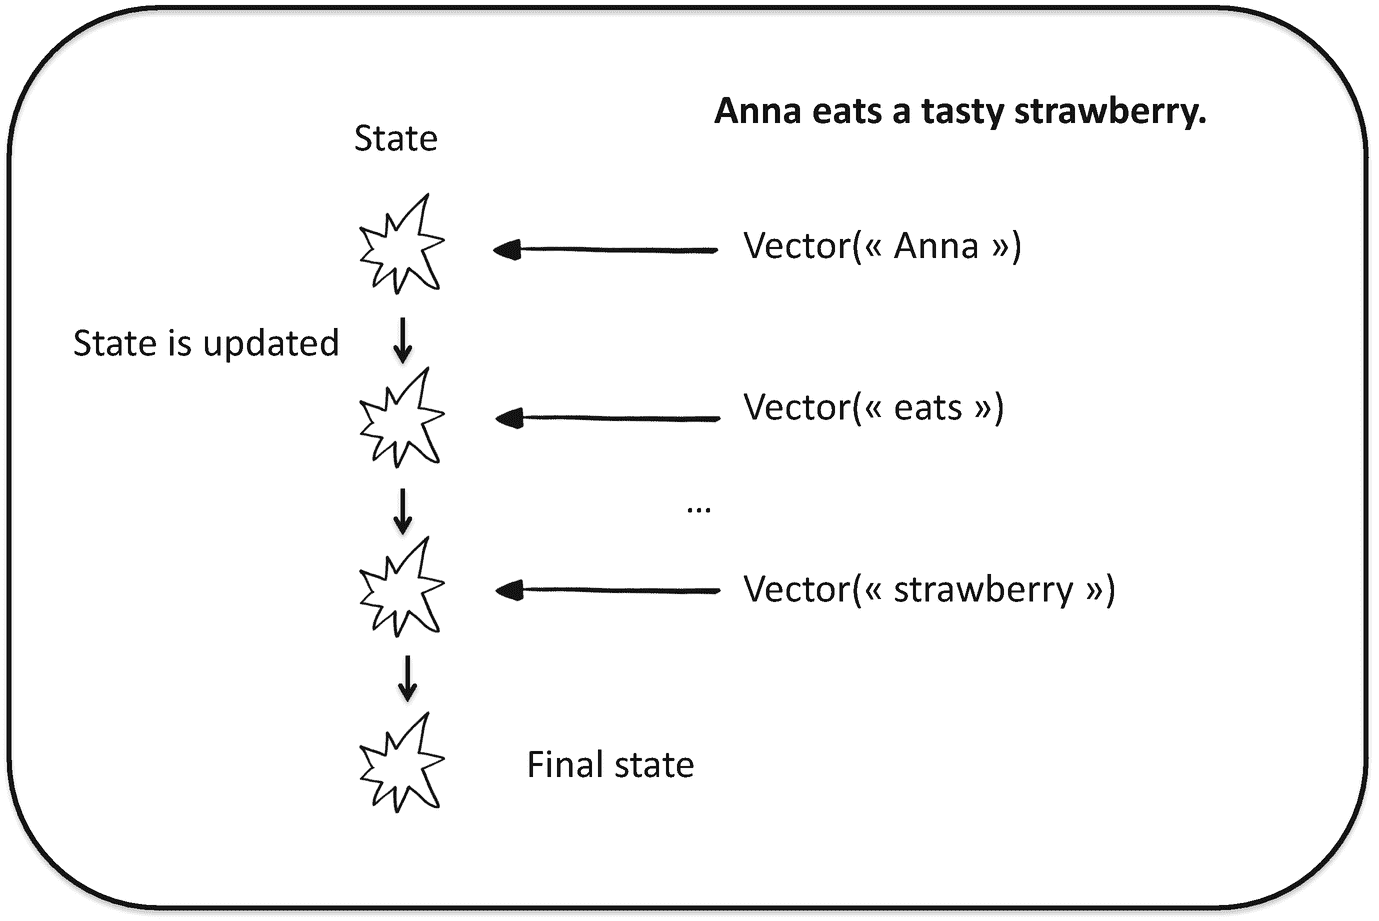 Anna eats a tasty strawberry.
State
Vector(« Anna »)
State is updated
Vector(« eats »)
...
Vector(« strawberry »)
Final state